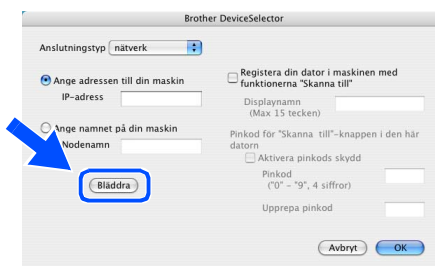 Brother DeviceSelector
Anslutningstyp nätverk
Ange adressen till din maskin
IP-adress
Ange namnet på din maskin
Nodenamn
Bläddra
Registera din dator i maskinen med
funktionerna "Skanna till"
Displaynamn
(Max 15 tecken)
Pinkod för "Skanna till"-knappen i den här
datorn
Aktivera pinkods skydd
Pinkod
("0" - "9", 4 siffror)
Upprepa pinkod
Avbryt
OK